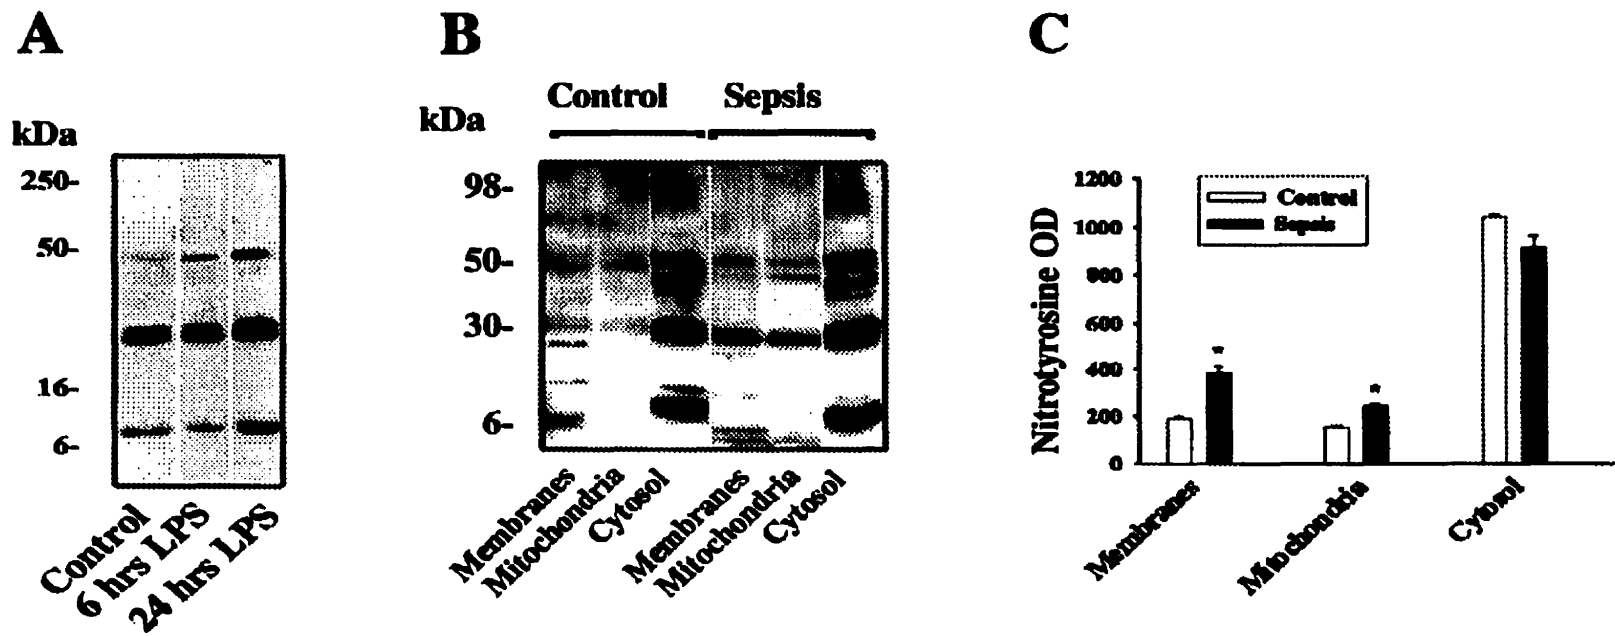 A
kDa
250-
50-
16-
6-
Control
6 hrs LPS
24 hrs LPS
B
Control Sepsis
kDa
98-
50-
30-
6-
Membranes
Mitochondria
Cytosol
Membranes
Mitochondria
Cytosol
C
Nitrotyrosine OD
1200
1000
800
600
400
200
0
Control
Sepsis
*
*
Membranes
Mitochondria
Cytosol